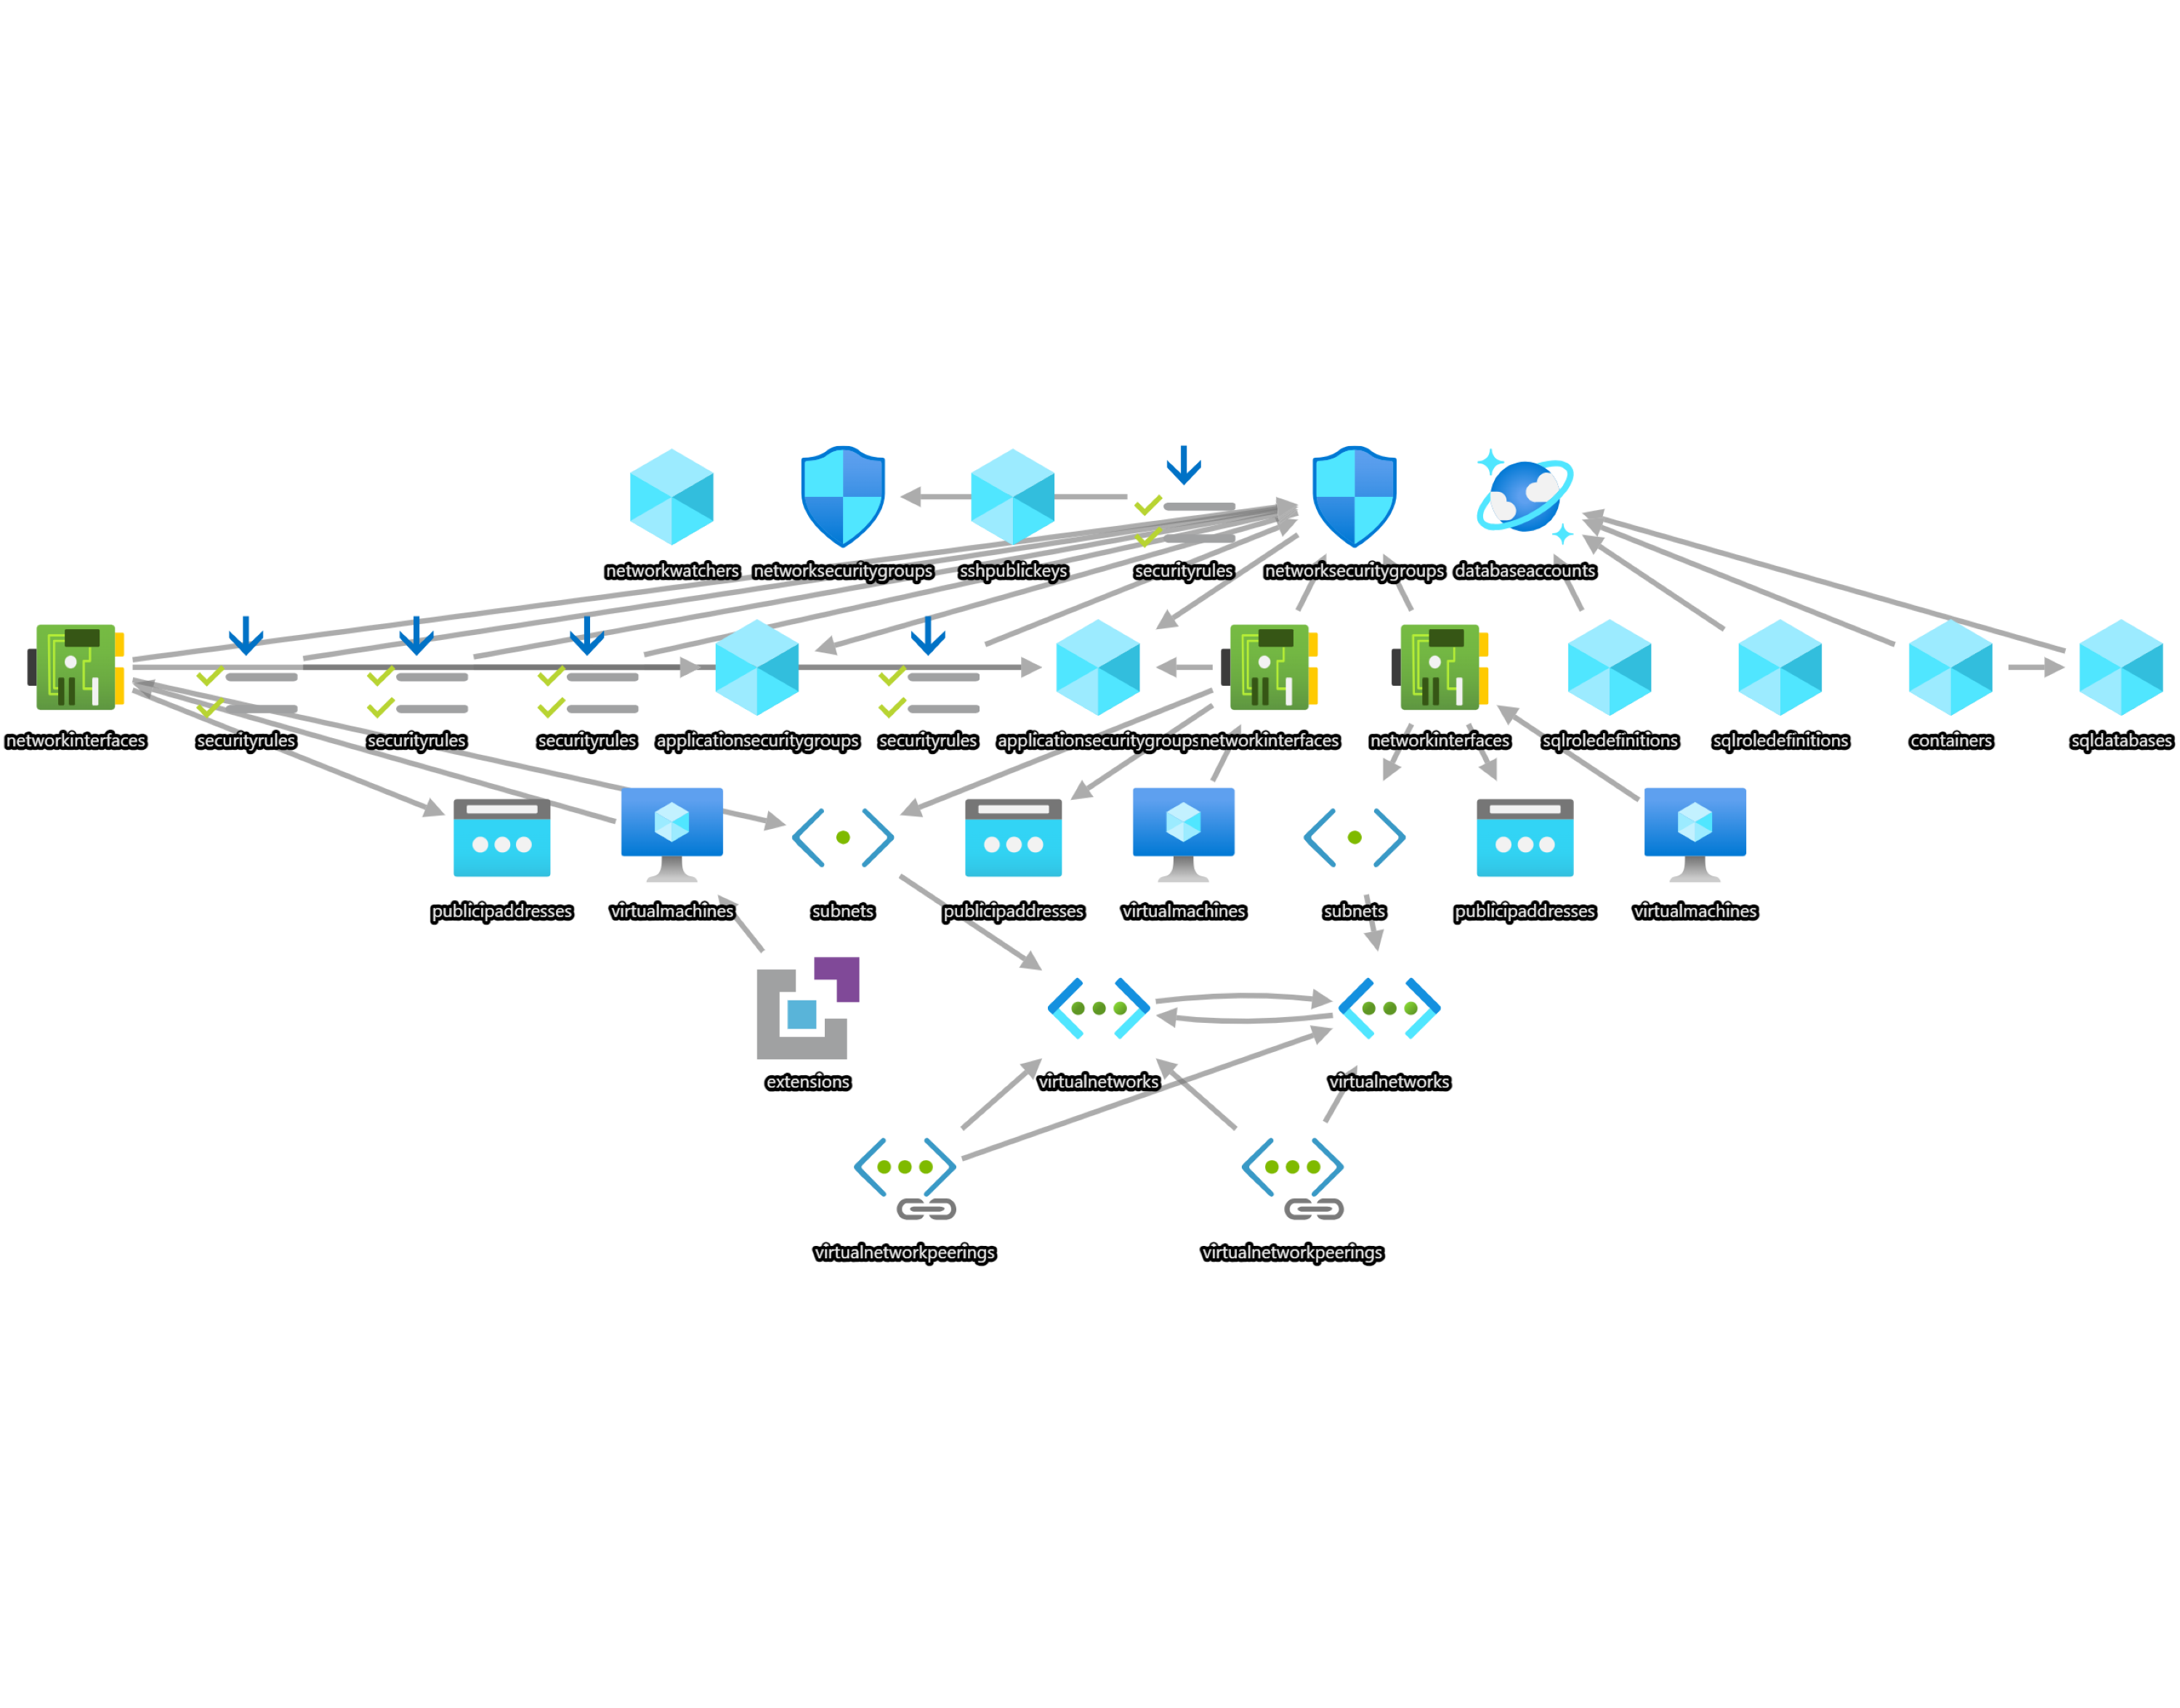 networkwatchers
networksecuritygroups
sshpublickeys
securityrules
networksecuritygroups
databaseaccounts
networkinterfaces
securityrules
securityrules
securityrules
applicationsecuritygroups
securityrules
applicationsecuritygroups
networkinterfaces
networkinterfaces
sqlroledefinitions
sqlroledefinitions
containers
sqldatabases
publicipaddresses
virtualmachines
subnets
publicipaddresses
virtualmachines
subnets
publicipaddresses
virtualmachines
extensions
virtualnetworks
virtualnetworks
virtualnetworkpeerings
virtualnetworkpeerings